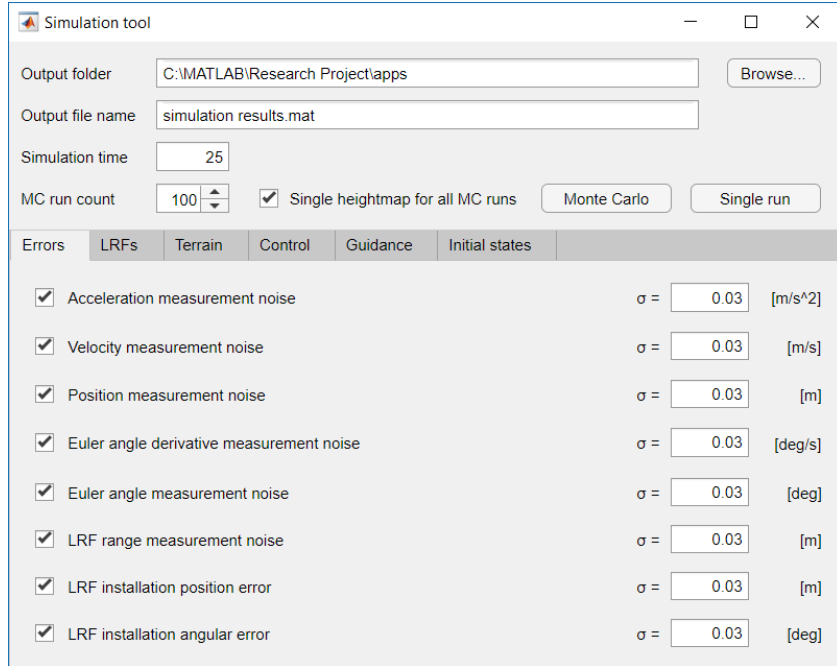 Simulation tool
Output folder C:\MATLAB\Research Project\apps Browse...
Output file name simulation results.mat
Simulation time 25
MC run count 100 Single heightmap for all MC runs Monte Carlo Single run
Errors LRFs Terrain Control Guidance Initial states
Acceleration measurement noise σ = 0.03 [m/s^2]
Velocity measurement noise σ = 0.03 [m/s]
Position measurement noise σ = 0.03 [m]
Euler angle derivative measurement noise σ = 0.03 [deg/s]
Euler angle measurement noise σ = 0.03 [deg]
LRF range measurement noise σ = 0.03 [m]
LRF installation position error σ = 0.03 [m]
LRF installation angular error σ = 0.03 [deg]